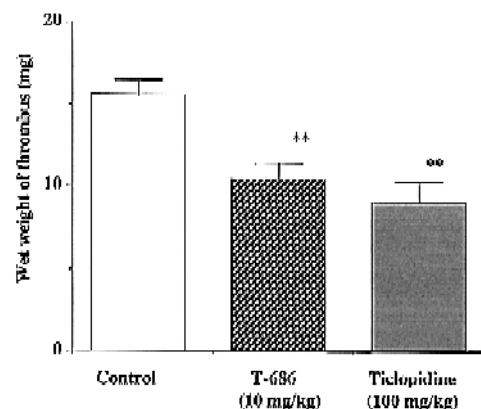 20
Wet weight of thrombus (mg)
**
**
10
0
Control T-686 Ticlopidine
(10 mg/kg) (100 mg/kg)